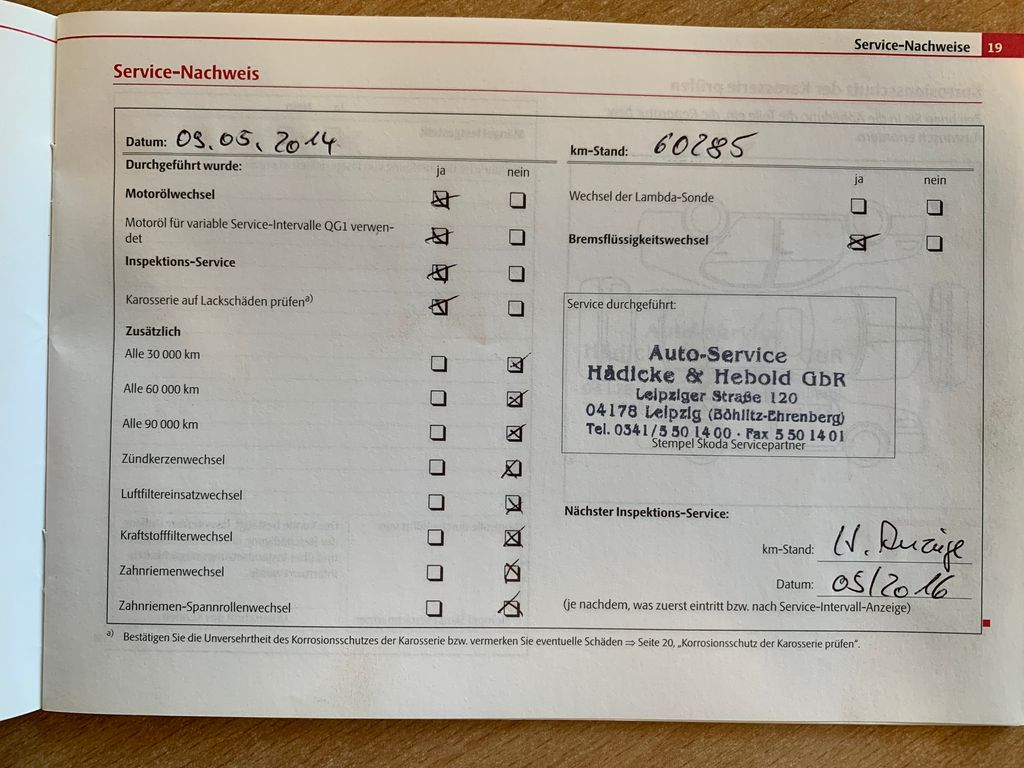 Service-Nachweise 19
Service-Nachweis
Datum: 09.05.2014
km-Stand: 60285
Durchgeführt wurde:
ja nein
Motorölwechsel
Motoröl für variable Service-Intervalle QG1 verwen-
det
Inspektions-Service
Karosserie auf Lackschäden prüfen a)
Zusätzlich
Alle 30 000 km
Alle 60 000 km
Alle 90 000 km
Zündkerzenwechsel
Luftfiltereinsatzwechsel
Kraftstofffilterwechsel
Zahnriemenwechsel
Zahnriemen-Spannrollenwechsel
ja nein
Wechsel der Lambda-Sonde
Bremsflüssigkeitswechsel
Service durchgeführt:
Auto-Service
Hädicke & Hebold GbR
Leipziger Straße 120
04178 Leipzig (Böhlitz-Ehrenberg)
Tel. 0341/5 50 14 00 · Fax 5 50 14 01
Stempel Skoda Servicepartner
Nächster Inspektions-Service:
km-Stand: N. Anzeige
Datum: 05/2016
(je nachdem, was zuerst eintritt bzw. nach Service-Intervall-Anzeige)
a) Bestätigen Sie die Unversehrtheit des Korrosionsschutzes der Karosserie bzw. vermerken Sie eventuelle Schäden ⇒ Seite 20, „Korrosionsschutz der Karosserie prüfen“.